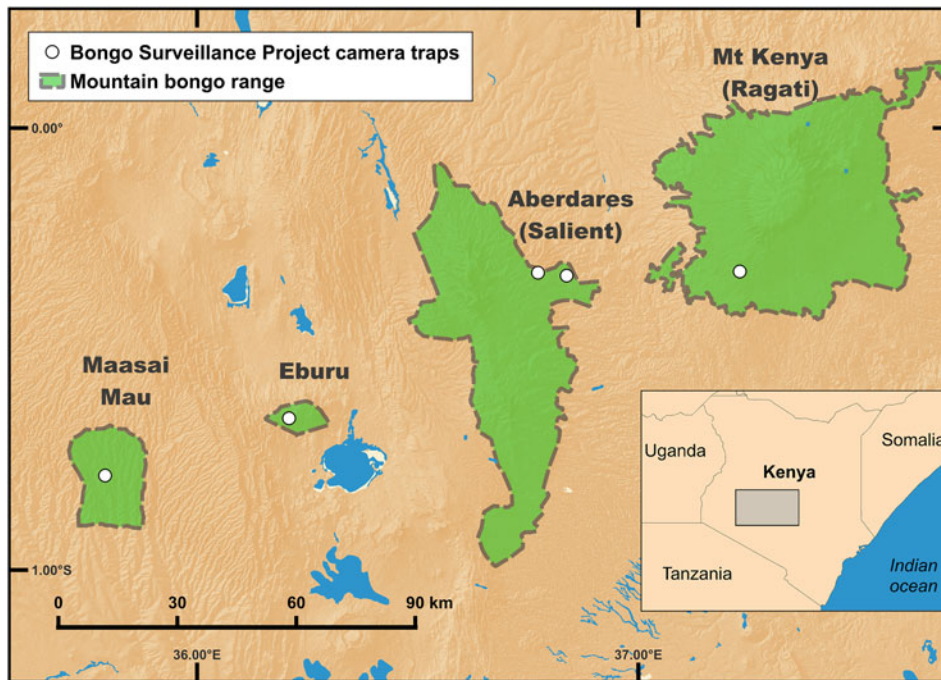 Bongo Surveillance Project camera traps
Mountain bongo range
Mt Kenya
(Ragati)
0.00°
Aberdares
(Salient)
Maasai
Mau
Eburu
Uganda
Somalia
Kenya
Tanzania
Indian
ocean
1.00°S
0
30
60
90 km
36.00°E
37.00°E